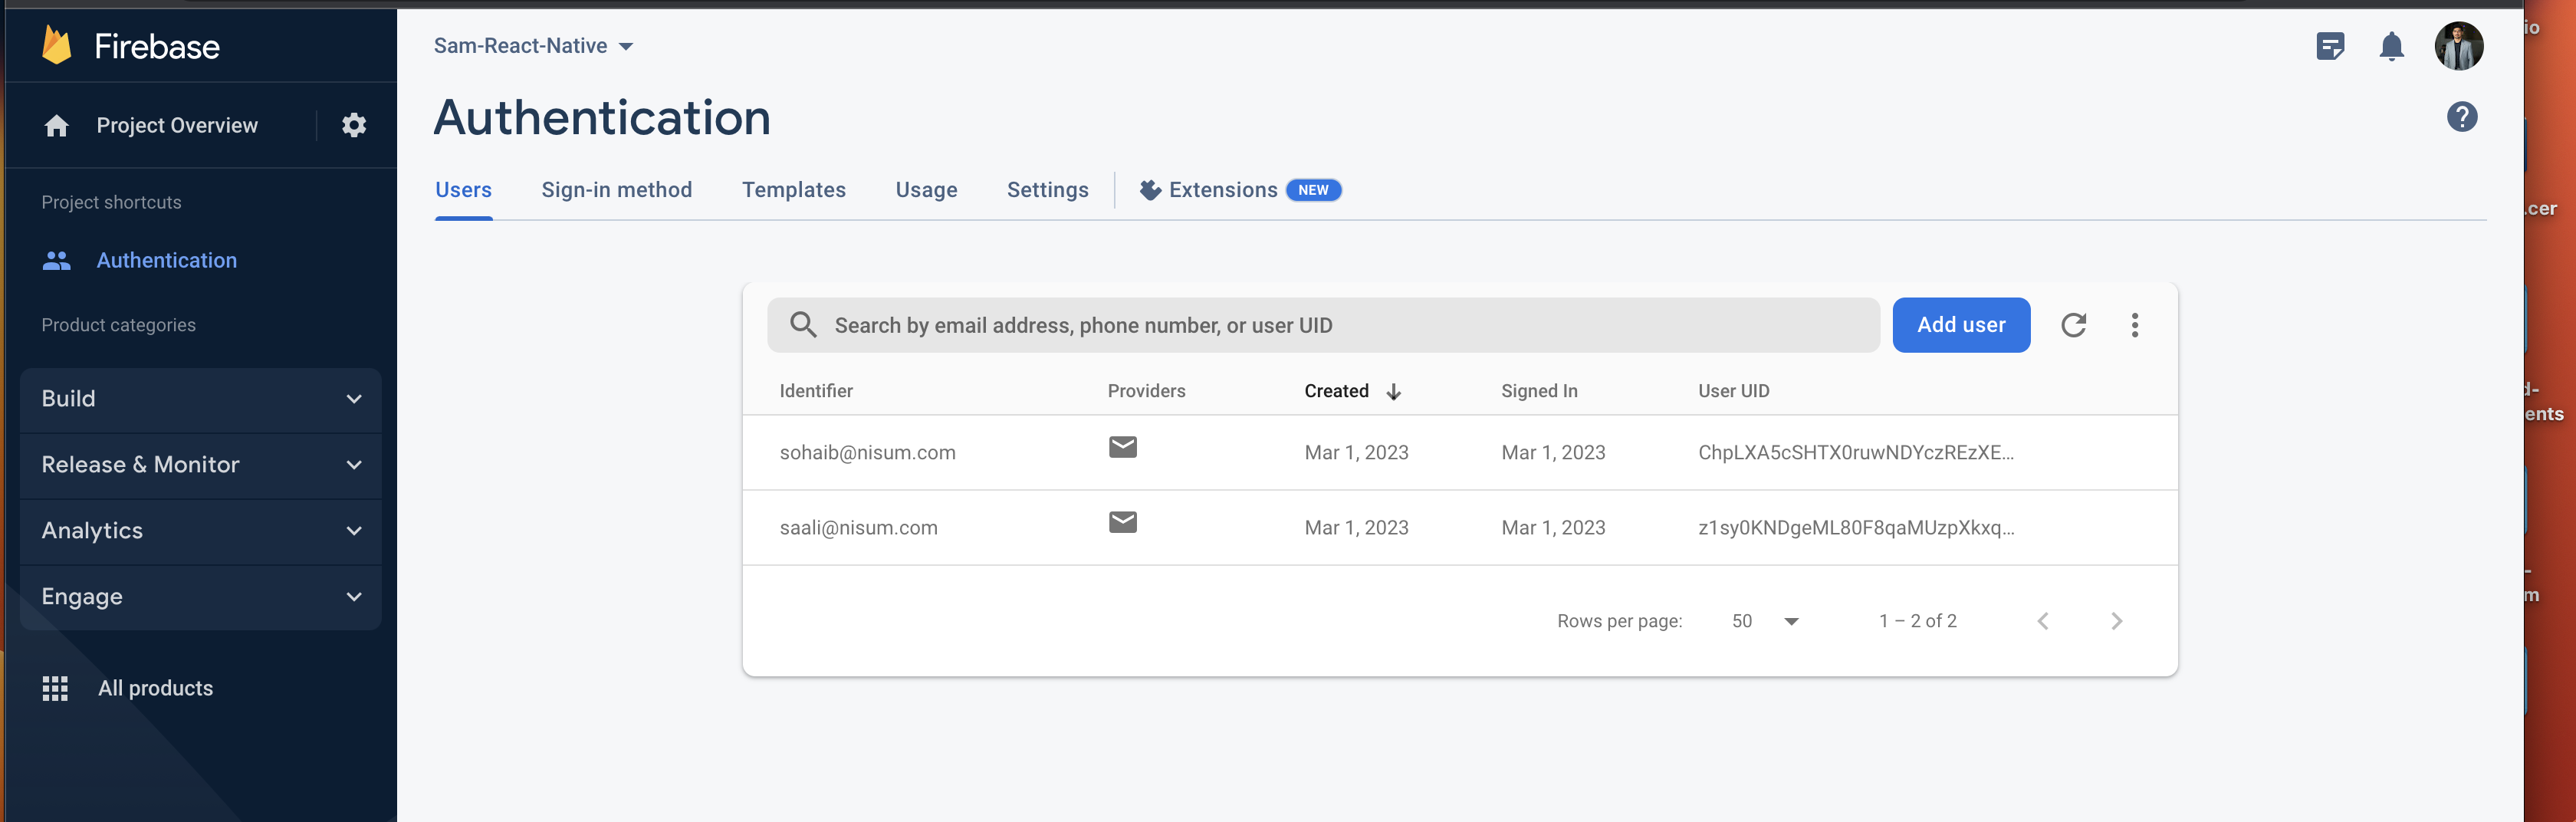 Firebase
Project Overview
Project shortcuts
Authentication
Product categories
Build
Release & Monitor
Analytics
Engage
All products
Sam-React-Native
Authentication
Users Sign-in method Templates Usage Settings Extensions NEW
Search by email address, phone number, or user UID Add user
Identifier Providers Created Signed In User UID
sohaib@nisum.com Mar 1, 2023 Mar 1, 2023 ChpLXA5cSHTX0ruwNDYczREzXE...
saali@nisum.com Mar 1, 2023 Mar 1, 2023 z1sy0KNDgeML80F8qaMUzpXkxq...
Rows per page: 50 1 – 2 of 2
io
.cer
d-
ents
-
m